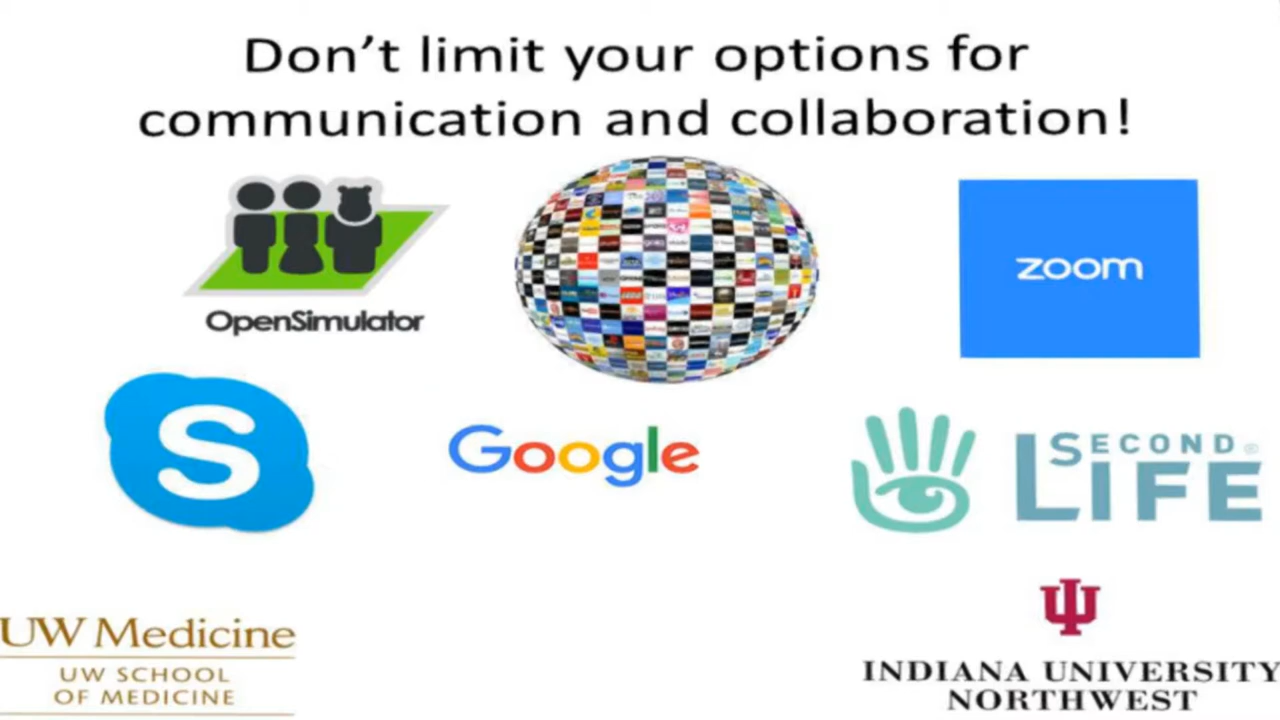 Don't limit your options for
communication and collaboration!
OpenSimulator
zoom
S
Google
SECOND®
LIFE
UW Medicine
UW SCHOOL
OF MEDICINE
INDIANA UNIVERSITY
NORTHWEST